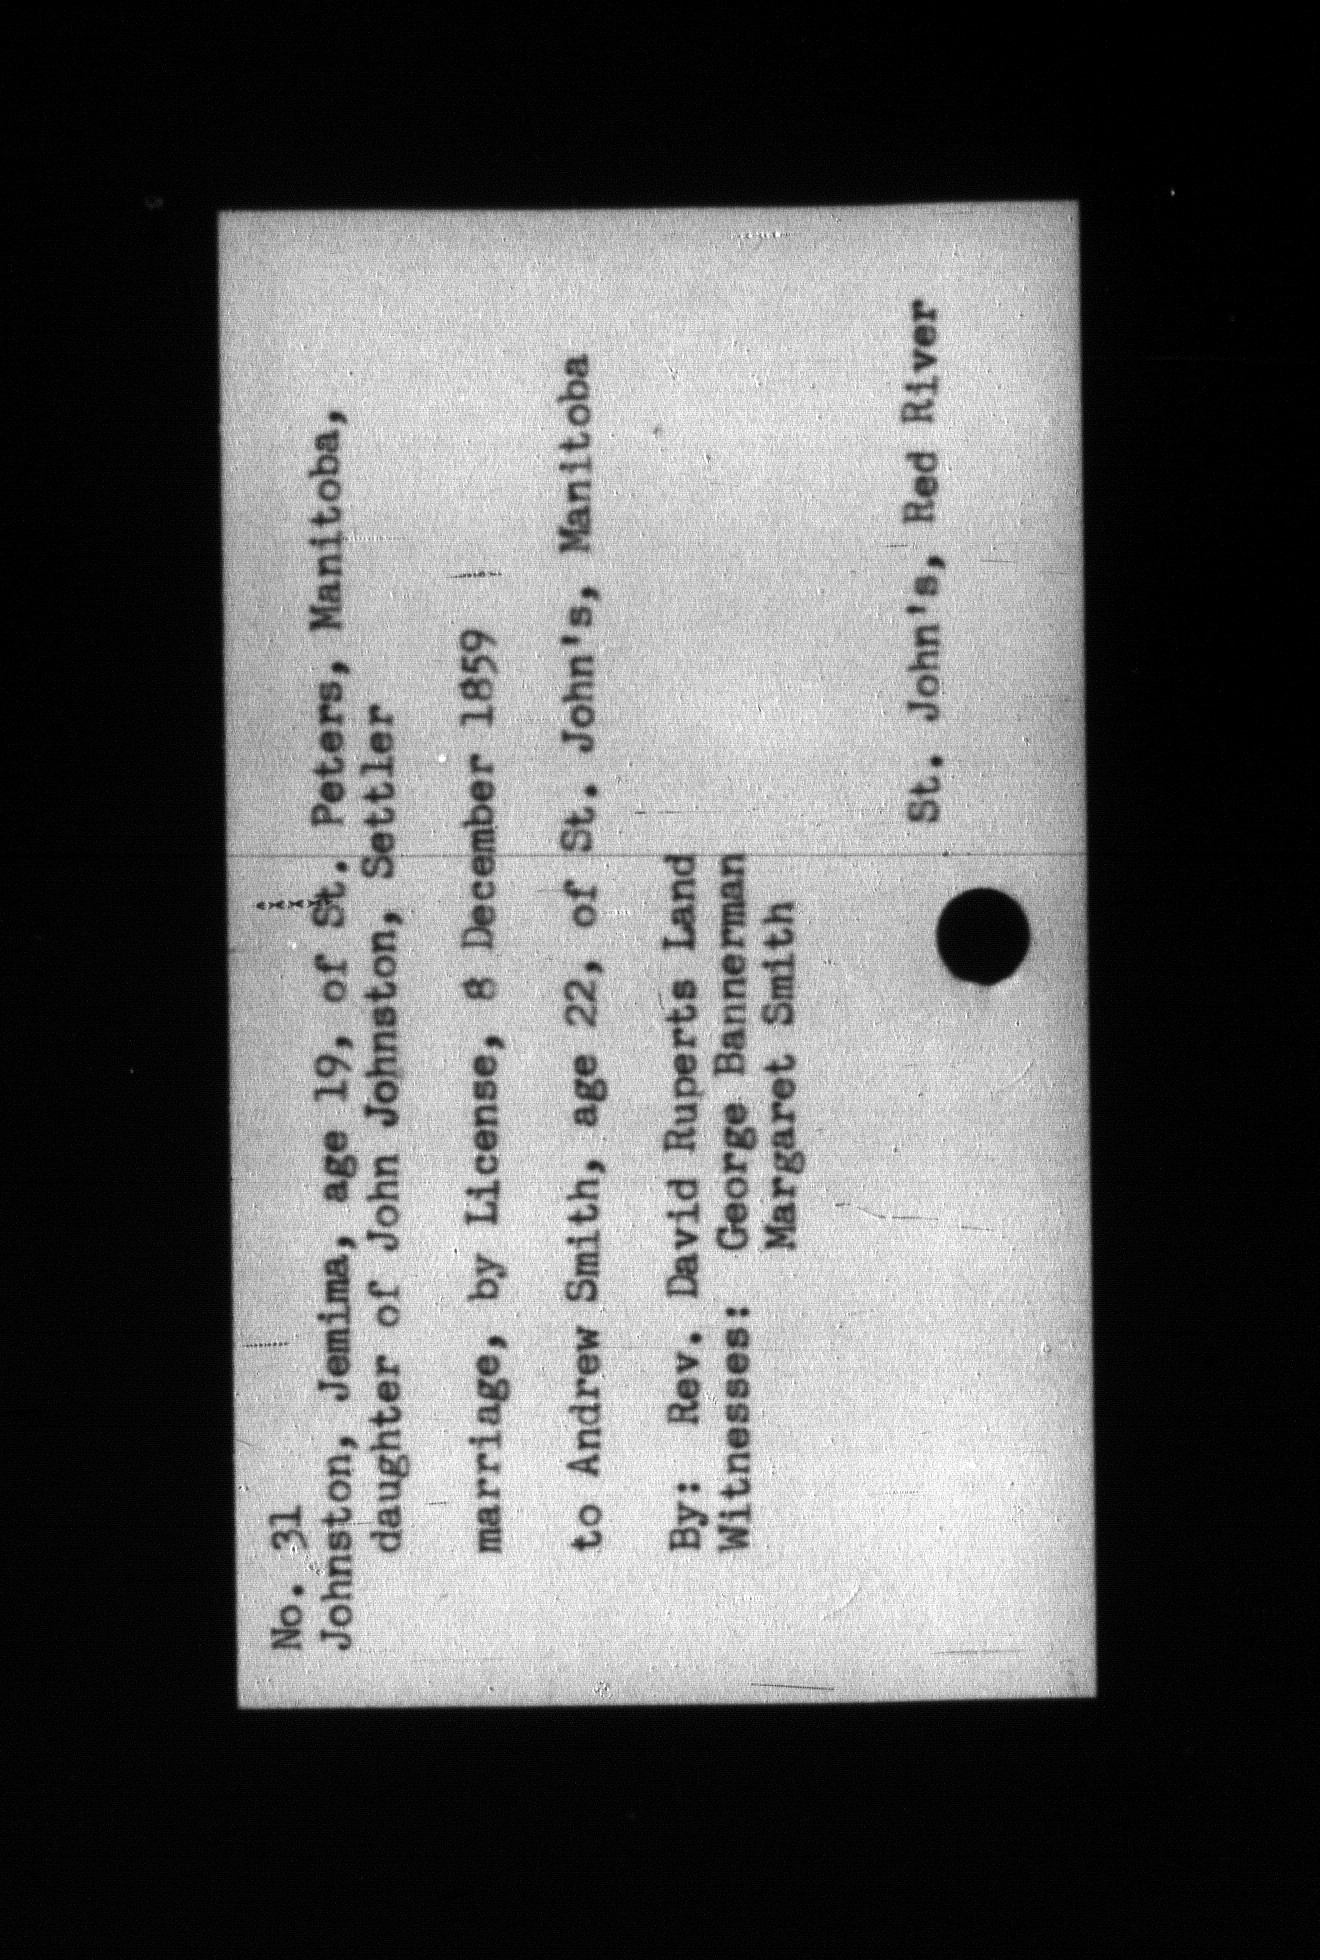 No. 31
Johnston, Jemima, age 19, of St. Peters, Manitoba,
daughter of John Johnston, Settler
marriage, by License, 8 December 1859
to Andrew Smith, age 22, of St. John's, Manitoba
By: Rev. David Ruperts Land
Witnesses: George Bannerman
Margaret Smith
St. John's, Red River